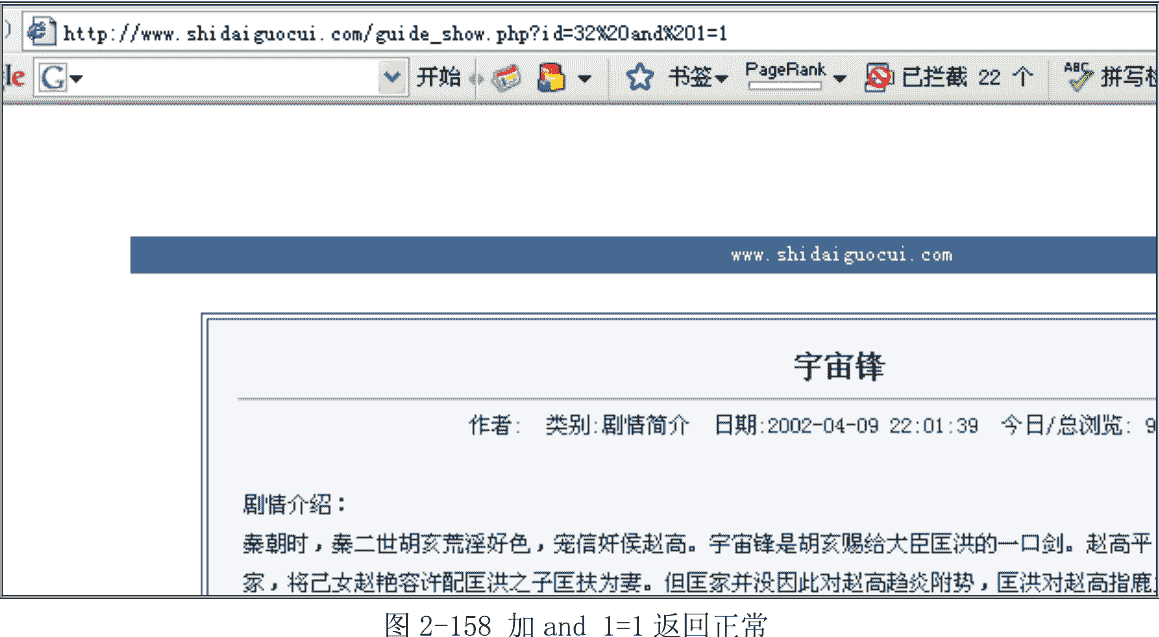 http://www.shidaiguocui.com/guide_show.php?id=32%20and%201=1
le G 开始 书签 PageRank 已拦截 22 个 ABC 拼写
www.shidaiguocui.com
宇宙锋
作者: 类别:剧情简介 日期:2002-04-09 22:01:39 今日/总浏览: 9
剧情介绍：
秦朝时，秦二世胡亥荒淫好色，宠信奸侯赵高。宇宙锋是胡亥赐给大臣匡洪的一口剑。赵高平
家，将己女赵艳容许配匡洪之子匡扶为妻。但匡家并没因此对赵高趋炎附势，匡洪对赵高指鹿
图 2-158 加 and 1=1 返回正常